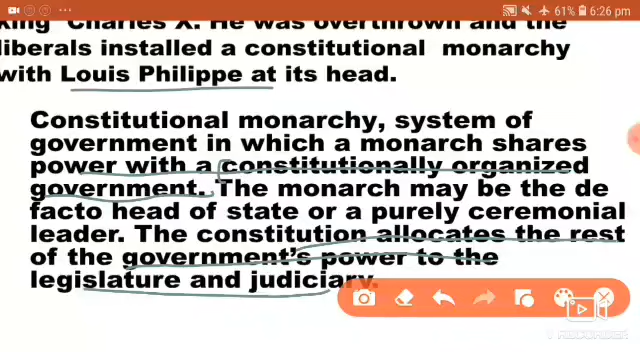 61% 6:26 pm
King Charles X. He was overthrown and the
liberals installed a constitutional monarchy
with Louis Philippe at its head.
Constitutional monarchy, system of
government in which a monarch shares
power with a constitutionally organized
government. The monarch may be the de
facto head of state or a purely ceremonial
leader. The constitution allocates the rest
of the government's power to the
legislature and judiciary.